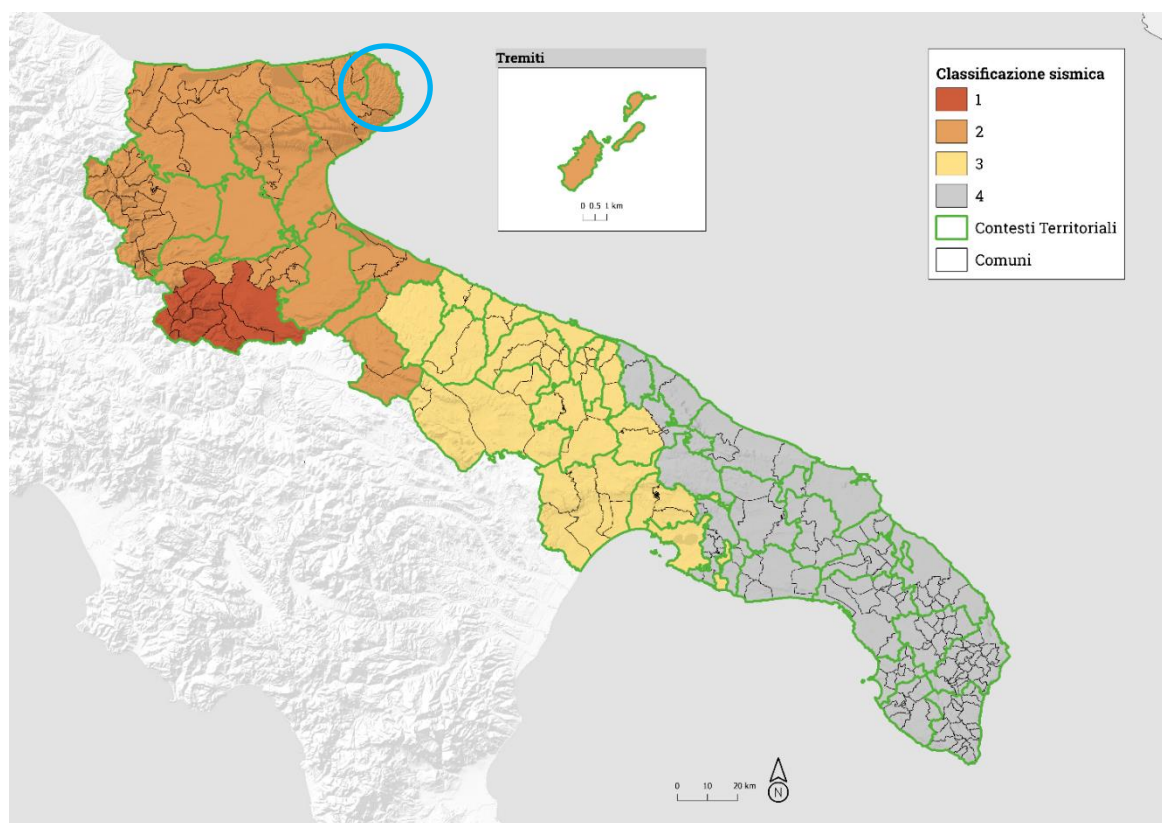 Tremiti
0 0.5 1 km
Classificazione sismica
1
2
3
4
Contesti Territoriali
Comuni
0 10 20 km
N